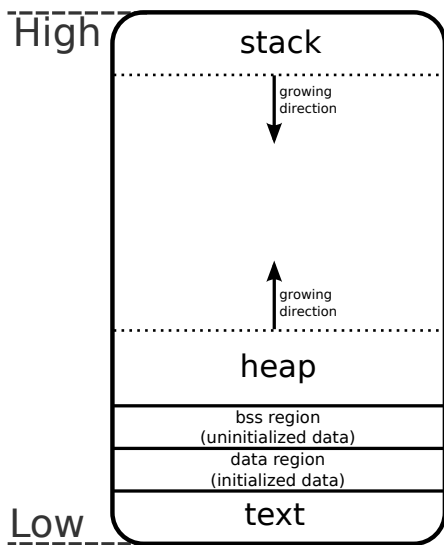 High
stack
growing
direction
growing
direction
heap
bss region
(uninitialized data)
data region
(initialized data)
text
Low